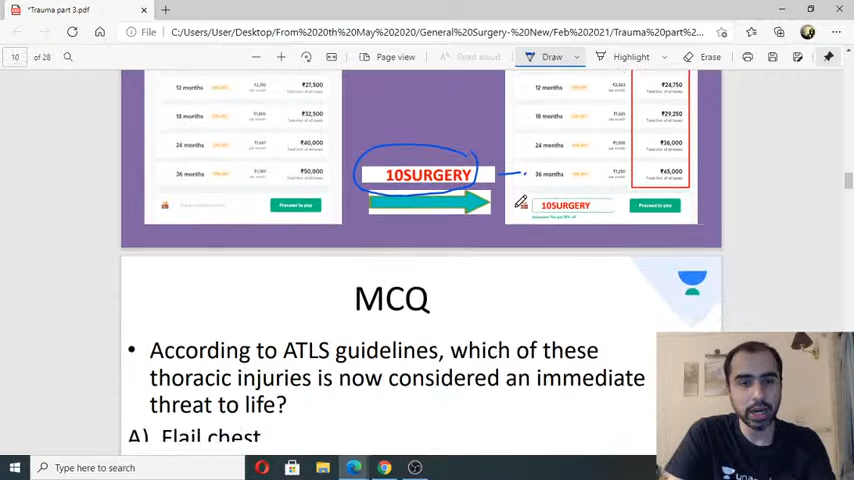 *Trauma part 3.pdf
File
C:/Users/User/Desktop/From%2020th%20May%202020/General%20Surgery-%20New/Feb%202021/Trauma%20part%2...
10
of 28
Page view
Read aloud
Draw
Highlight
Erase
12 months
₹27,500
18 months
₹32,500
24 months
₹40,000
36 months
₹50,000
Proceed to pay
10SURGERY
12 months
₹24,750
18 months
₹29,250
24 months
₹36,000
36 months
₹45,000
10SURGERY
Proceed to pay
MCQ
• According to ATLS guidelines, which of these
thoracic injuries is now considered an immediate
threat to life?
A) Flail chest
Type here to search